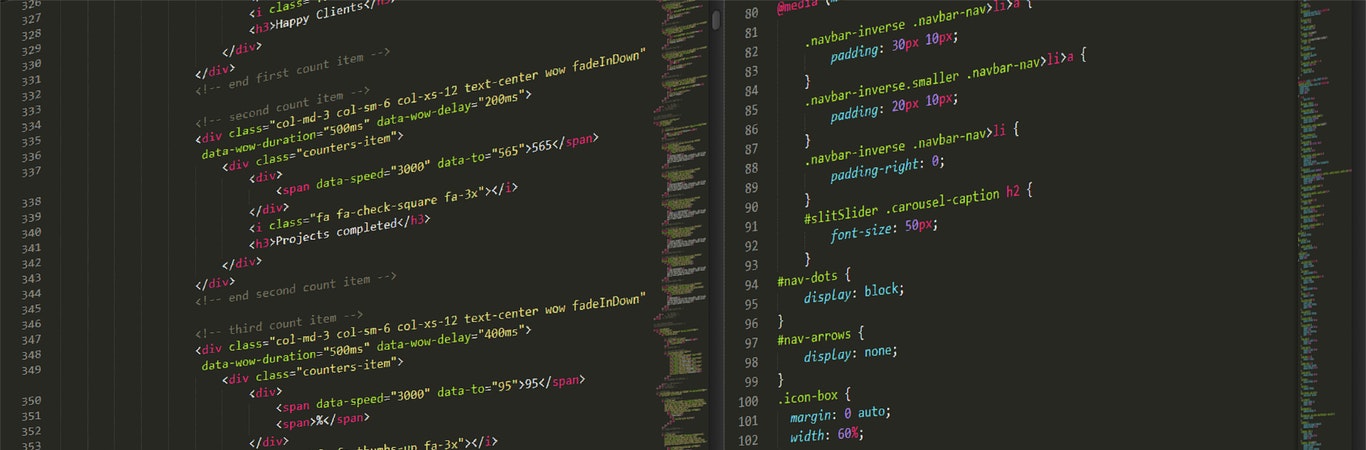 326
327
328
329
330
331
332
333
334
335
336
337
338
339
340
341
342
343
344
345
346
347
348
349
350
351
352
353
<i class="
<h3>Happy Clients</h3>
</div>
</div>
<!-- end first count item -->
<!-- second count item -->
<div class="col-md-3 col-sm-6 col-xs-12 text-center wow fadeInDown"
data-wow-duration="500ms" data-wow-delay="200ms">
<div class="counters-item">
<div>
<span data-speed="3000" data-to="565">565</span>
</div>
<i class="fa fa-check-square fa-3x"></i>
<h3>Projects completed</h3>
</div>
</div>
<!-- end second count item -->
<!-- third count item -->
<div class="col-md-3 col-sm-6 col-xs-12 text-center wow fadeInDown"
data-wow-duration="500ms" data-wow-delay="400ms">
<div class="counters-item">
<div>
<span data-speed="3000" data-to="95">95</span>
<span>%</span>
</div>
fa-thumbs-up fa-3x"></i>
80 @media
81
82 .navbar-inverse .navbar-nav>li>a {
83 padding: 30px 10px;
84 }
85 .navbar-inverse.smaller .navbar-nav>li>a {
86 padding: 20px 10px;
87 }
88 .navbar-inverse .navbar-nav>li {
89 padding-right: 0;
90 }
91 #slitSlider .carousel-caption h2 {
92 font-size: 50px;
93 }
94 #nav-dots {
95 display: block;
96 }
97 #nav-arrows {
98 display: none;
99 }
100 .icon-box {
101 margin: 0 auto;
102 width: 60%;